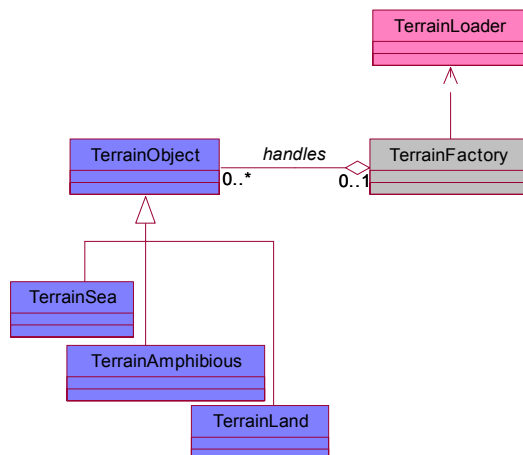 TerrainLoader
TerrainObject
handles
TerrainFactory
0..*
0..1
TerrainSea
TerrainAmphibious
TerrainLand